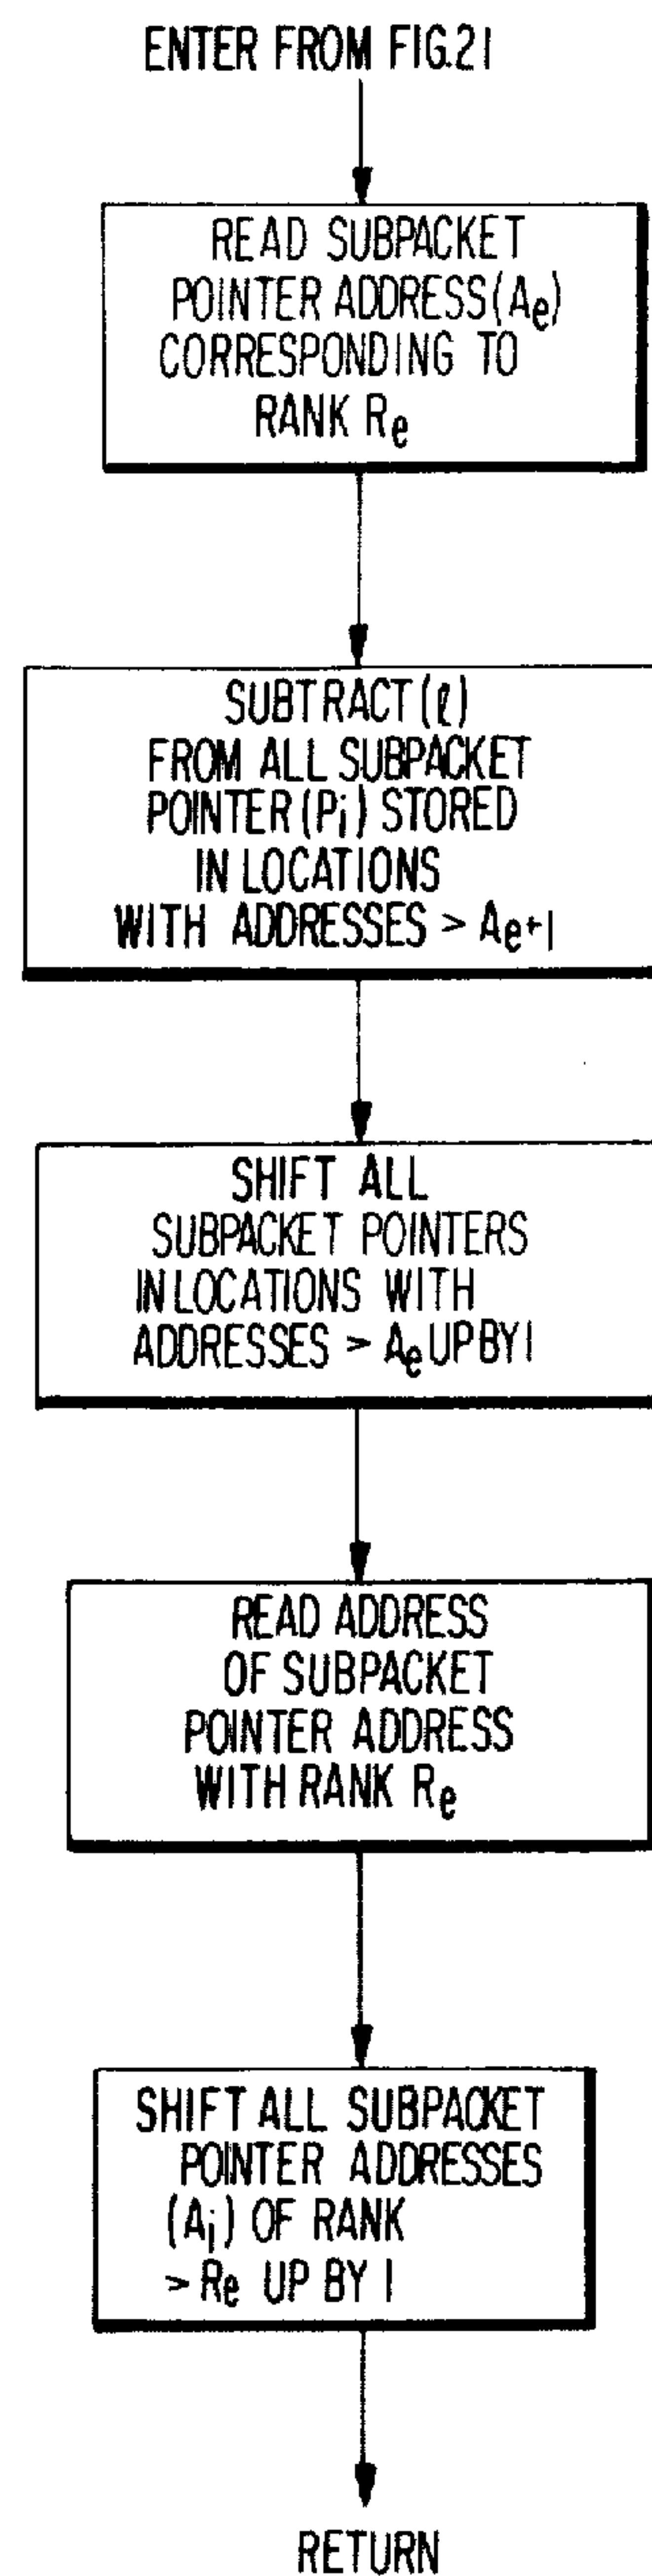 ENTER FROM FIG.21
READ SUBPACKET
POINTER ADDRESS(Ae)
CORRESPONDING TO
RANK Re
SUBTRACT(ℓ)
FROM ALL SUBPACKET
POINTER(Pi) STORED
IN LOCATIONS
WITH ADDRESSES > Ae+1
SHIFT ALL
SUBPACKET POINTERS
IN LOCATIONS WITH
ADDRESSES > Ae UP BY 1
READ ADDRESS
OF SUBPACKET
POINTER ADDRESS
WITH RANK Re
SHIFT ALL SUBPACKET
POINTER ADDRESSES
(Ai) OF RANK
> Re UP BY 1
RETURN